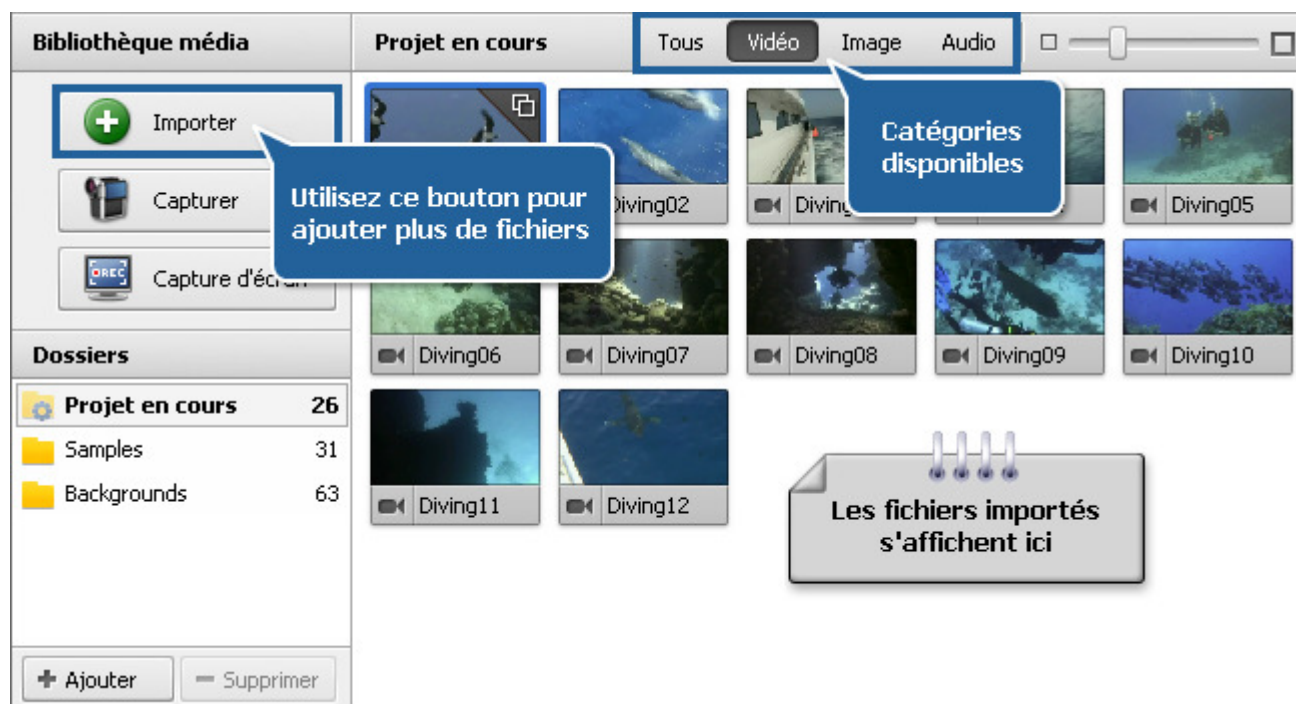 Bibliothèque média
Projet en cours
Tous Vidéo Image Audio
Importer
Capturer
Capture d'écran
Utilisez ce bouton pour
ajouter plus de fichiers
Catégories
disponibles
Diving02
Diving05
Diving06
Diving07
Diving08
Diving09
Diving10
Diving11
Diving12
Dossiers
Projet en cours 26
Samples 31
Backgrounds 63
Les fichiers importés
s'affichent ici
Ajouter
Supprimer